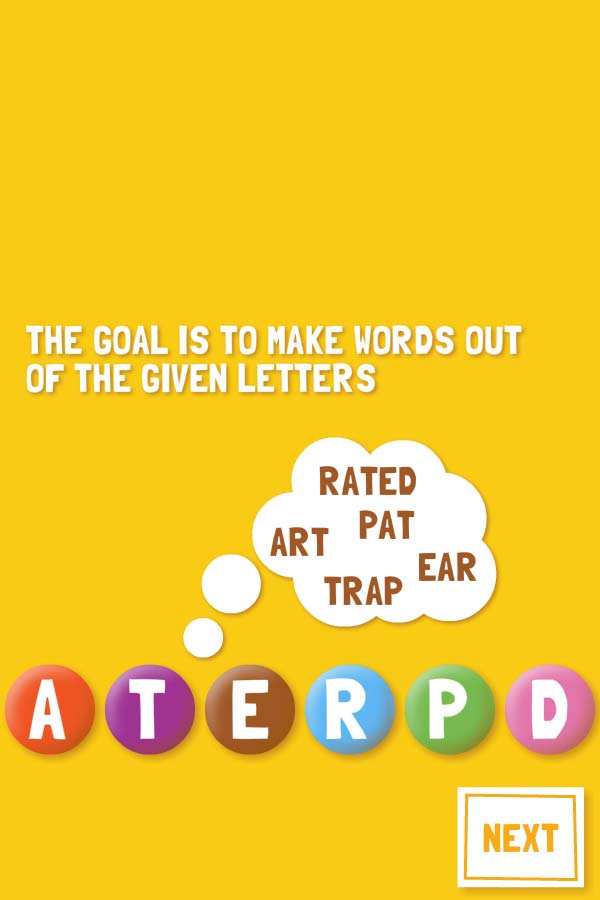 THE GOAL IS TO MAKE WORDS OUT
OF THE GIVEN LETTERS
RATED
PAT
ART
EAR
TRAP
A T E R P D
NEXT